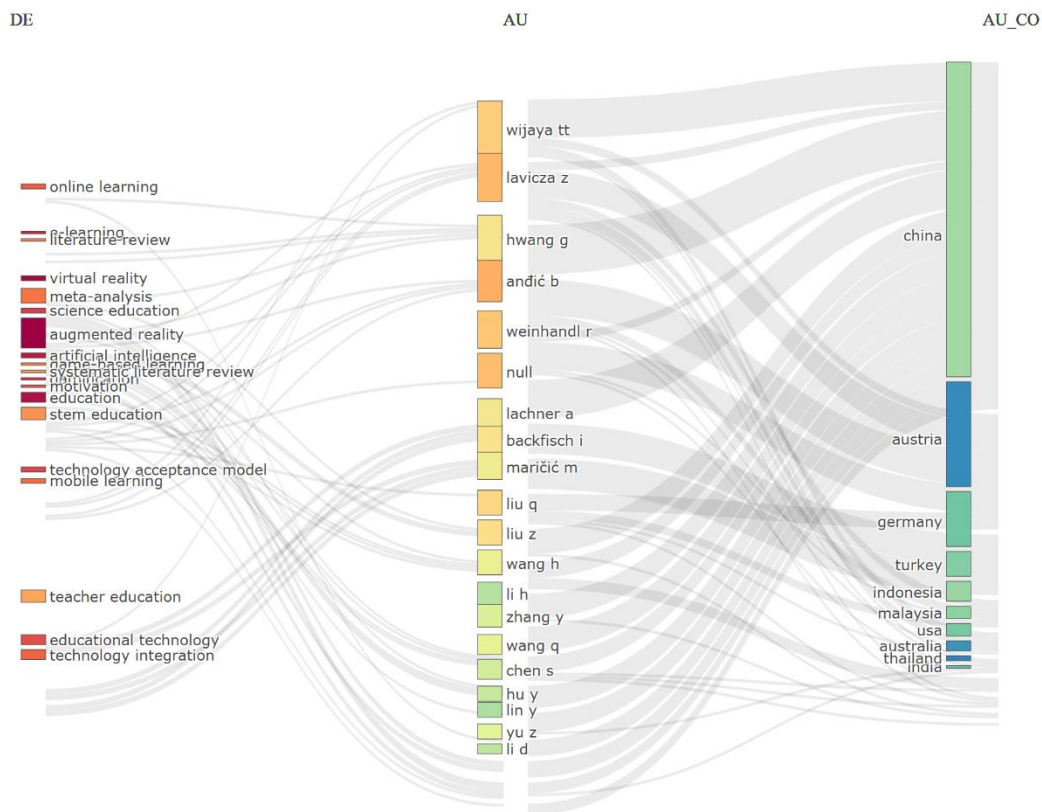 DE
AU
AU_CO
online learning
e-learning
literature-review
virtual reality
meta-analysis
science education
augmented reality
artificial intelligence
game-based learning
systematic literature review
gamification
motivation
education
stem education
technology acceptance model
mobile learning
teacher education
educational technology
technology integration
wijaya tt
lavicza z
hwang g
anđić b
weinhandl r
null
lachner a
backfisch i
maričić m
liu q
liu z
wang h
li h
zhang y
wang q
chen s
hu y
lin y
yu z
li d
china
austria
germany
turkey
indonesia
malaysia
usa
australia
thailand
india